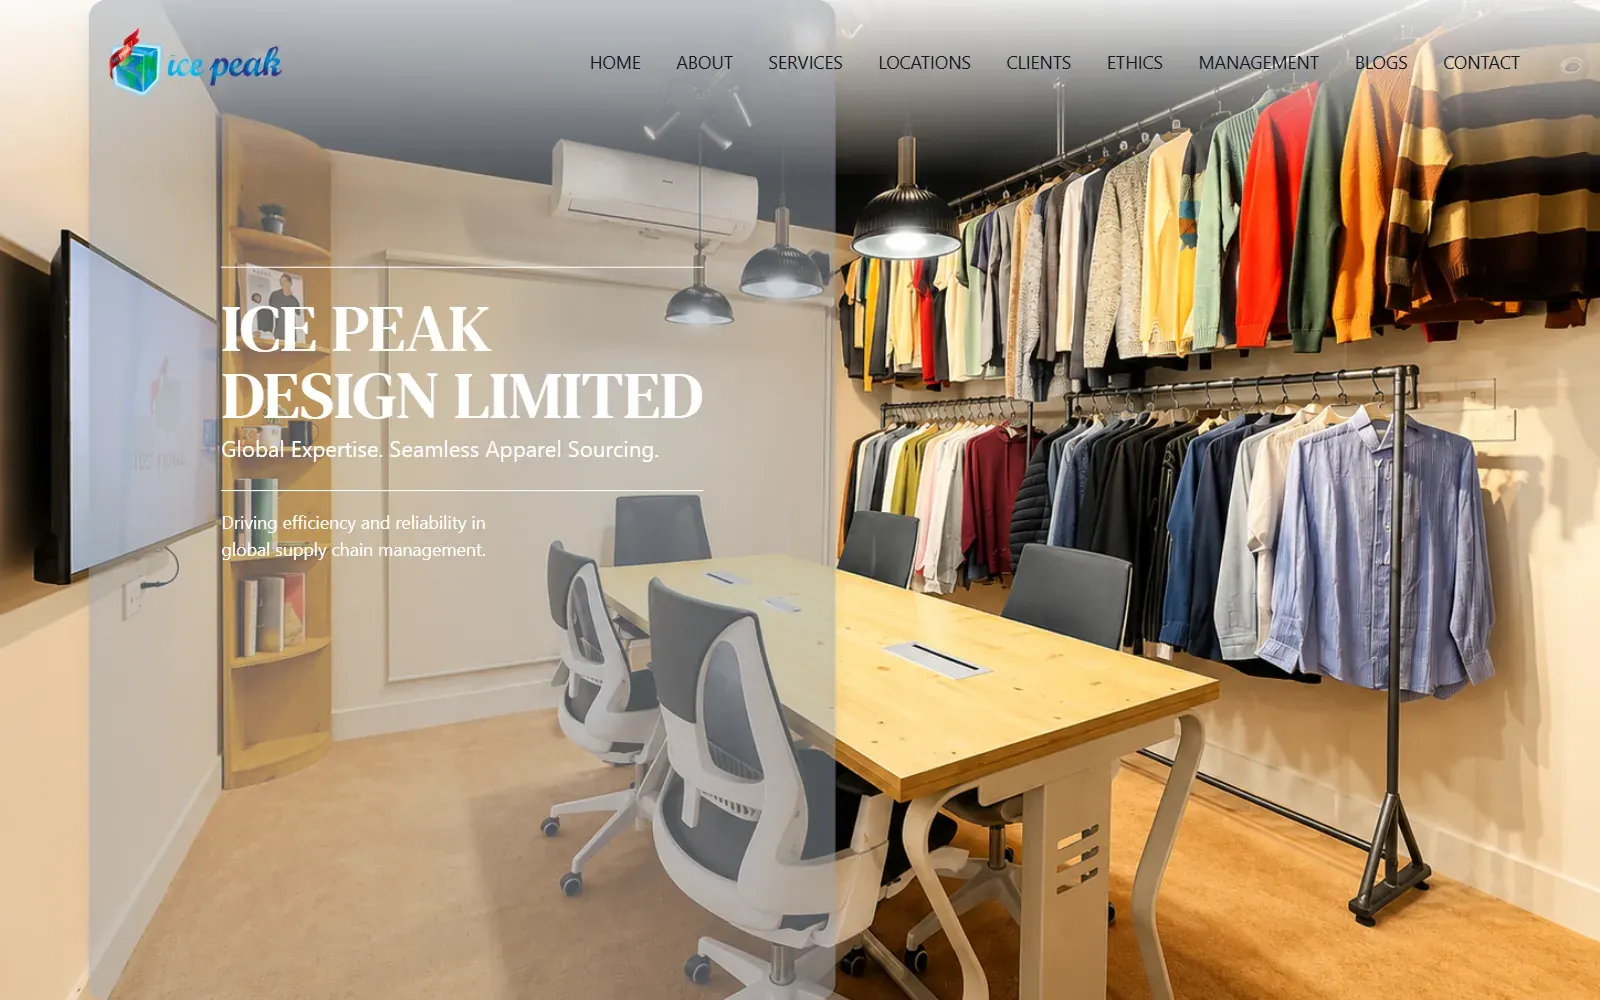 ice peak
HOME
ABOUT
SERVICES
LOCATIONS
CLIENTS
ETHICS
MANAGEMENT
BLOGS
CONTACT
ICE PEAK
DESIGN LIMITED
Global Expertise. Seamless Apparel Sourcing.
Driving efficiency and reliability in
global supply chain management.